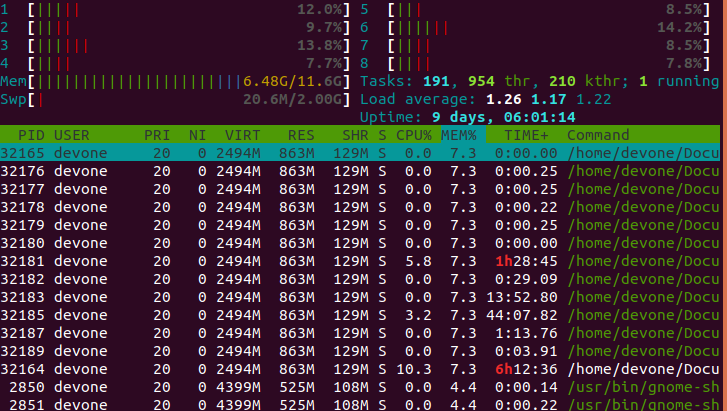 1 [||||| 12.0%] 5 [||| 8.5%]
2 [|||| 9.7%] 6 [|||||| 14.2%]
3 [|||||| 13.8%] 7 [|||| 8.5%]
4 [|||| 7.7%] 8 [|||| 7.8%]
Mem[||||||||||||||||||||||||6.48G/11.6G] Tasks: 191, 954 thr, 210 kthr; 1 running
Swp[| 20.6M/2.00G] Load average: 1.26 1.17 1.22
Uptime: 9 days, 06:01:14
PID USER PRI NI VIRT RES SHR S CPU% MEM% TIME+ Command
32165 devone 20 0 2494M 863M 129M S 0.0 7.3 0:00.00 /home/devone/Docu
32176 devone 20 0 2494M 863M 129M S 0.0 7.3 0:00.25 /home/devone/Docu
32177 devone 20 0 2494M 863M 129M S 0.0 7.3 0:00.25 /home/devone/Docu
32178 devone 20 0 2494M 863M 129M S 0.0 7.3 0:00.22 /home/devone/Docu
32179 devone 20 0 2494M 863M 129M S 0.0 7.3 0:00.25 /home/devone/Docu
32180 devone 20 0 2494M 863M 129M S 0.0 7.3 0:00.00 /home/devone/Docu
32181 devone 20 0 2494M 863M 129M S 5.8 7.3 1h28:45 /home/devone/Docu
32182 devone 20 0 2494M 863M 129M S 0.0 7.3 0:29.09 /home/devone/Docu
32183 devone 20 0 2494M 863M 129M S 0.0 7.3 13:52.80 /home/devone/Docu
32185 devone 20 0 2494M 863M 129M S 3.2 7.3 44:07.82 /home/devone/Docu
32187 devone 20 0 2494M 863M 129M S 0.0 7.3 1:13.76 /home/devone/Docu
32189 devone 20 0 2494M 863M 129M S 0.0 7.3 0:03.91 /home/devone/Docu
32164 devone 20 0 2494M 863M 129M S 10.3 7.3 6h12:36 /home/devone/Docu
2850 devone 20 0 4399M 525M 108M S 0.0 4.4 0:00.14 /usr/bin/gnome-sh
2851 devone 20 0 4399M 525M 108M S 0.0 4.4 0:00.22 /usr/bin/gnome-sh